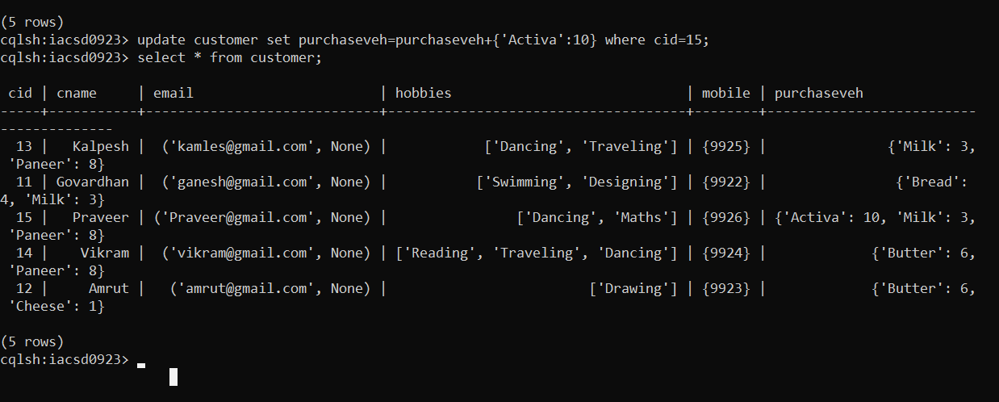 (5 rows)
cqlsh:iacsd0923> update customer set purchaseveh=purchaseveh+{'Activa':10} where cid=15;
cqlsh:iacsd0923> select * from customer;
 cid | cname     | email                      | hobbies                            | mobile | purchaseveh
-----+-----------+----------------------------+------------------------------------+--------+--------------------------
--------------
  13 |   Kalpesh |  ('kamles@gmail.com', None) |            ['Dancing', 'Traveling'] | {9925} |               {'Milk': 3,
 'Paneer': 8}
  11 | Govardhan |  ('ganesh@gmail.com', None) |           ['Swimming', 'Designing'] | {9922} |                {'Bread':
4, 'Milk': 3}
  15 |   Praveer | ('Praveer@gmail.com', None) |                ['Dancing', 'Maths'] | {9926} | {'Activa': 10, 'Milk': 3,
 'Paneer': 8}
  14 |    Vikram |  ('vikram@gmail.com', None) | ['Reading', 'Traveling', 'Dancing'] | {9924} |             {'Butter': 6,
 'Paneer': 8}
  12 |     Amrut |   ('amrut@gmail.com', None) |                         ['Drawing'] | {9923} |             {'Butter': 6,
 'Cheese': 1}
(5 rows)
cqlsh:iacsd0923>